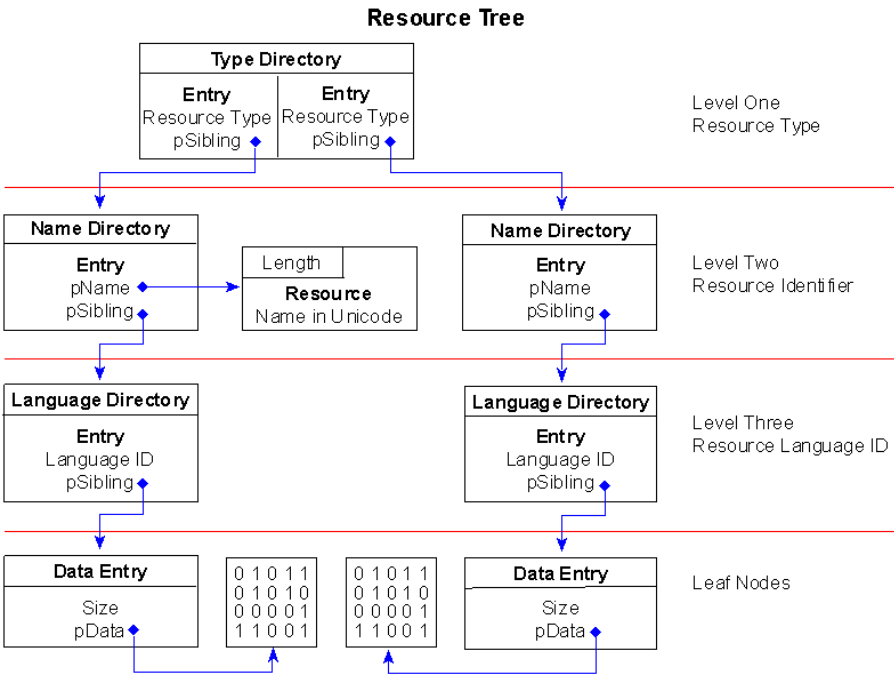 Resource Tree
Type Directory
Entry
Resource Type
pSibling
Entry
Resource Type
pSibling
Level One
Resource Type
Name Directory
Entry
pName
pSibling
Length
Resource
Name in Unicode
Name Directory
Entry
pName
pSibling
Level Two
Resource Identifier
Language Directory
Entry
Language ID
pSibling
Language Directory
Entry
Language ID
pSibling
Level Three
Resource Language ID
Data Entry
Size
pData
0 1 0 1 1
0 1 0 1 0
0 0 0 0 1
1 1 0 0 1
0 1 0 1 1
0 1 0 1 0
0 0 0 0 1
1 1 0 0 1
Data Entry
Size
pData
Leaf Nodes